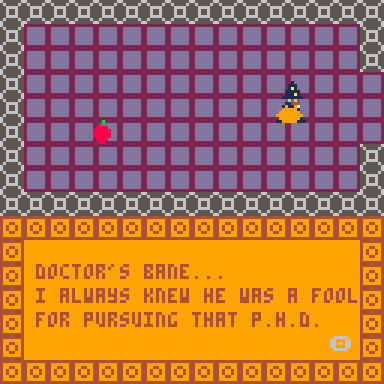 DOCTOR'S BANE...
I ALWAYS KNEW HE WAS A FOOL
FOR PURSUING THAT P.H.D.